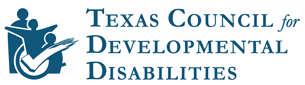 Texas Council for
Developmental
Disabilities